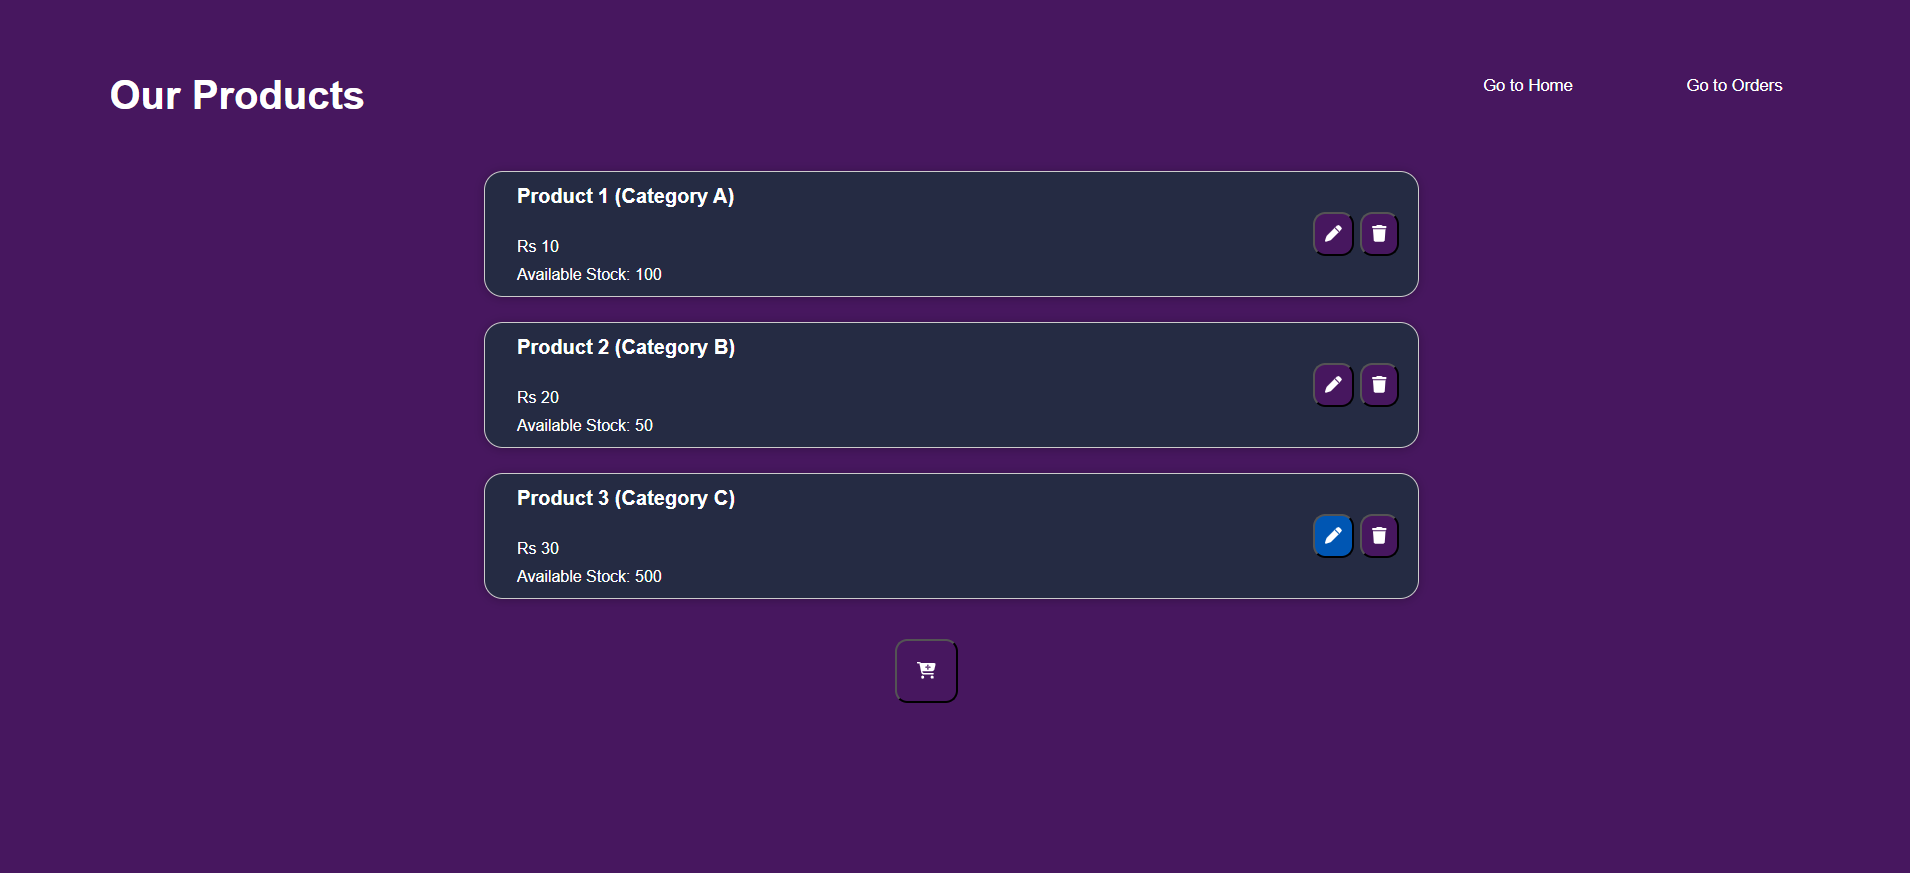 Our Products
Go to Home
Go to Orders
Product 1 (Category A)
Rs 10
Available Stock: 100
Product 2 (Category B)
Rs 20
Available Stock: 50
Product 3 (Category C)
Rs 30
Available Stock: 500